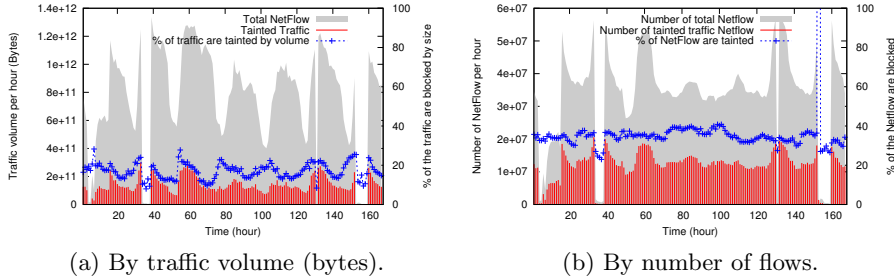 1.4e+12
1.2e+12
1e+12
8e+11
6e+11
4e+11
2e+11
0
Traffic volume per hour (Bytes)
Total NetFlow
Tainted Traffic
% of traffic are tainted by volume
100
80
60
40
20
0
% of the traffic are blocked by size
20 40 60 80 100 120 140 160
Time (hour)
(a) By traffic volume (bytes).
6e+07
5e+07
4e+07
3e+07
2e+07
1e+07
0
Number of NetFlow per hour
Number of total Netflow
Number of tainted traffic Netflow
% of NetFlow are tainted
100
80
60
40
20
0
% of the Netflow are blocked
20 40 60 80 100 120 140 160
Time (hour)
(b) By number of flows.